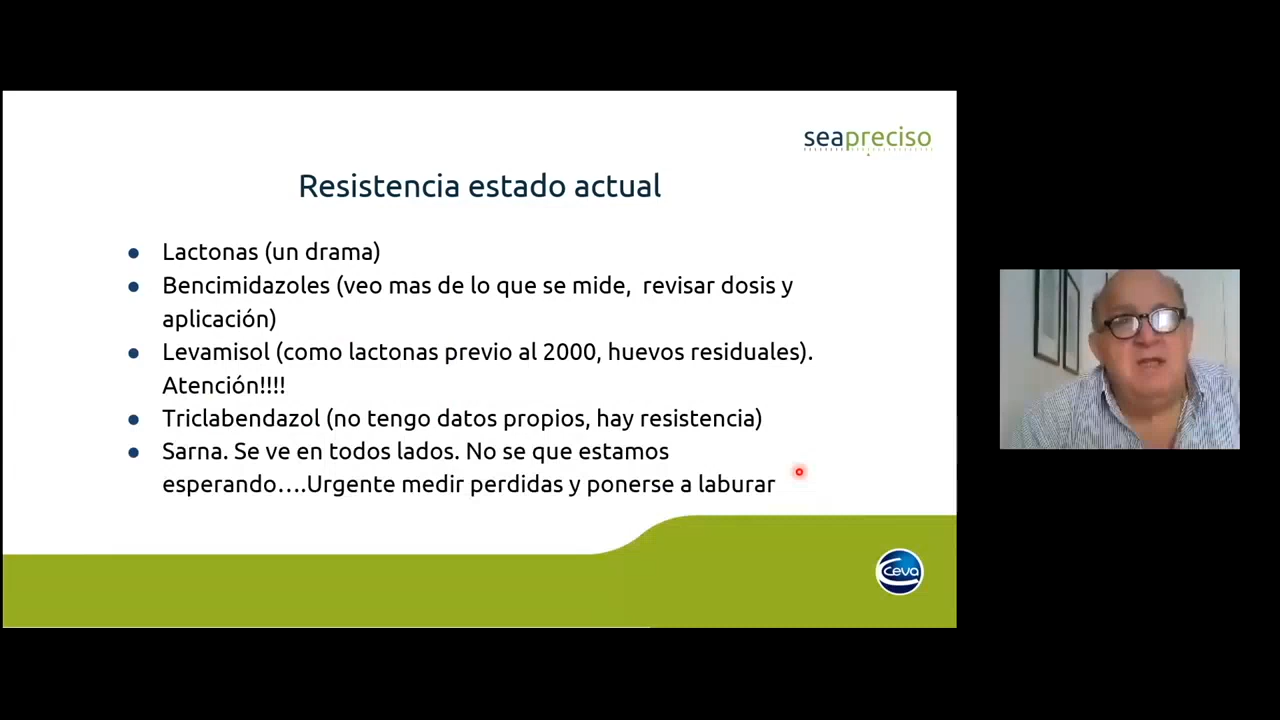 seapreciso
Resistencia estado actual
● Lactonas (un drama)
● Bencimidazoles (veo mas de lo que se mide, revisar dosis y
aplicación)
● Levamisol (como lactonas previo al 2000, huevos residuales).
Atención!!!!
● Triclabendazol (no tengo datos propios, hay resistencia)
● Sarna. Se ve en todos lados. No se que estamos
esperando….Urgente medir perdidas y ponerse a laburar
ceva